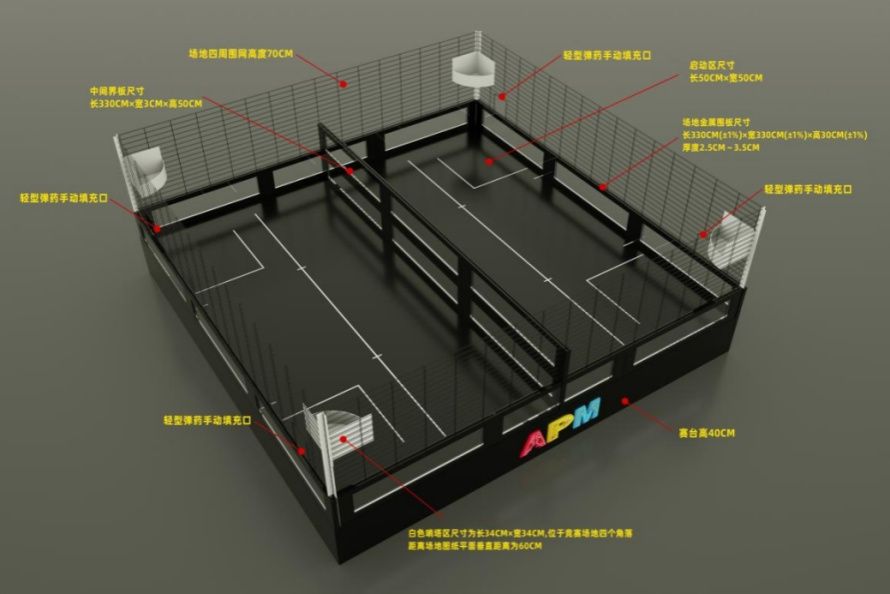 场地四周围网高度70CM
轻型弹药手动填充口
启动区尺寸
长50CM×宽50CM
中间界板尺寸
长330CM×宽3CM×高50CM
场地金属围板尺寸
长330CM(±1%)×宽330CM(±1%)×高30CM(±1%)
厚度2.5CM~3.5CM
轻型弹药手动填充口
轻型弹药手动填充口
轻型弹药手动填充口
APM
赛台高40CM
白色哨塔区尺寸为长34CM×宽34CM,位于竞赛场地四个角落
距离场地图纸平面垂直距离为60CM